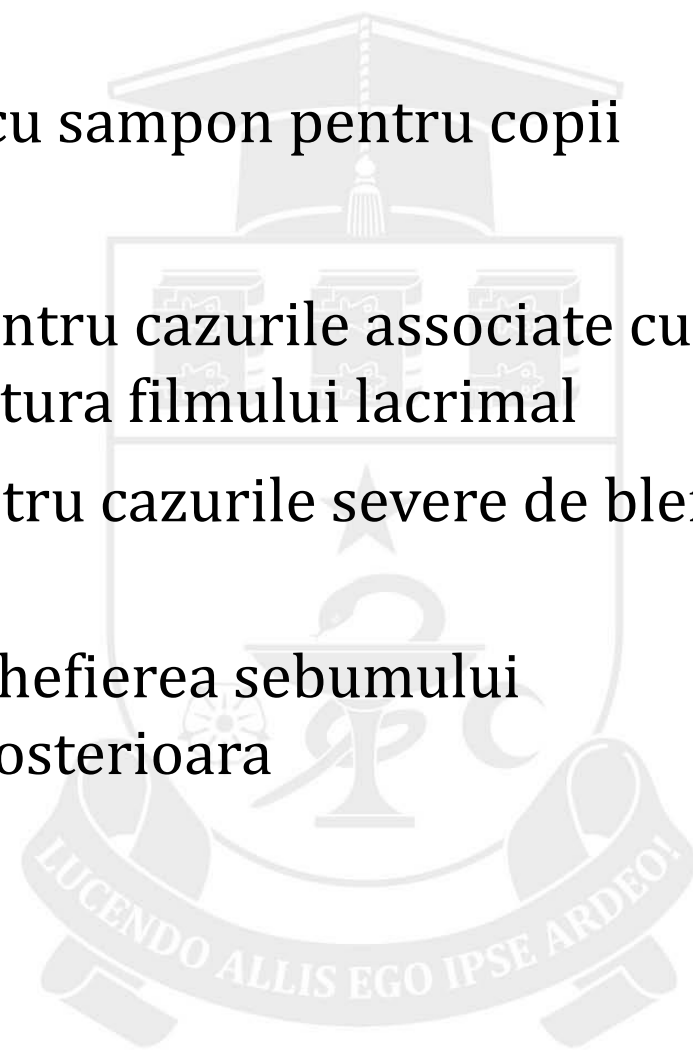 cu sampon pentru copii
ntru cazurile associate cu
tura filmului lacrimal
tru cazurile severe de blef
hefierea sebumului
osterioara
LUCENDO ALLIS EGO IPSE ARDEO!